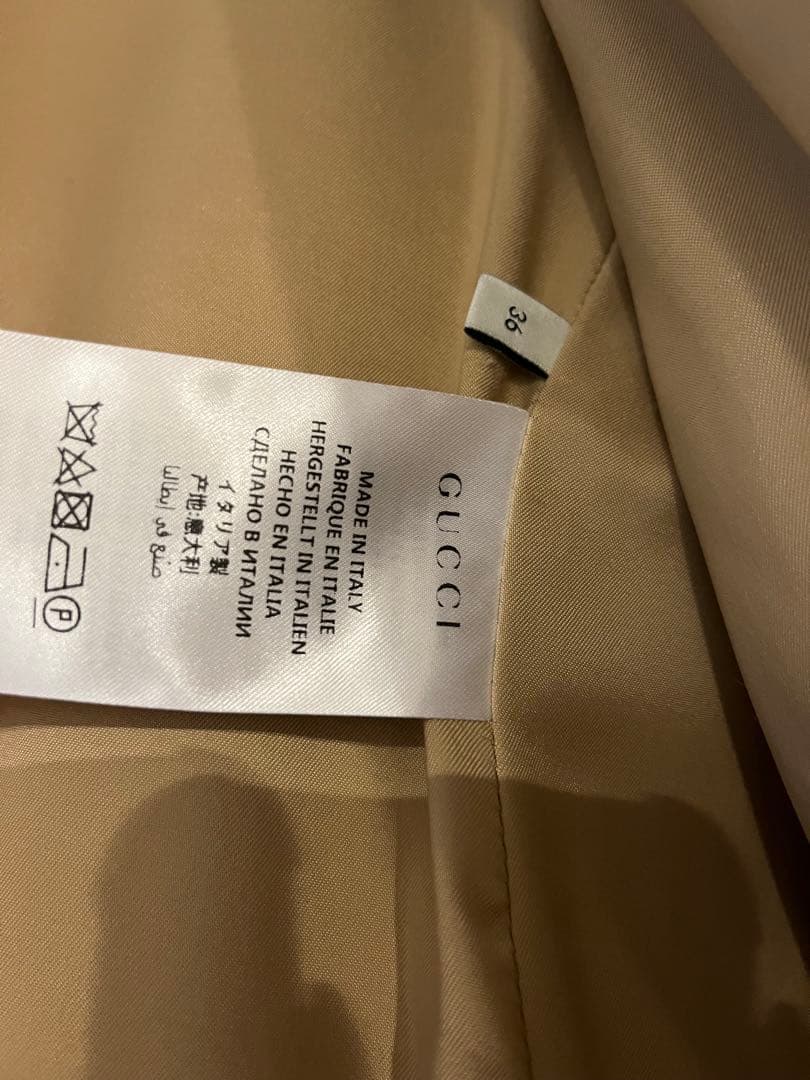 36
GUCCI
MADE IN ITALY
FABRIQUE EN ITALIE
HERGESTELLT IN ITALIEN
HECHO EN ITALIA
СДЕЛАНО В ИТАЛИИ
イタリア製
产地:意大利
صنع في إيطاليا
P